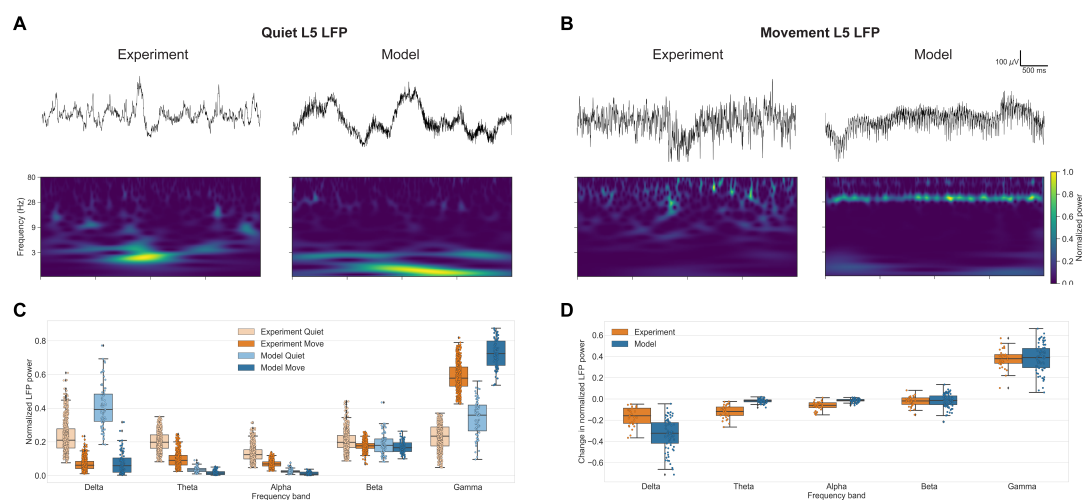 A
Quiet L5 LFP
Experiment
Model
B
Movement L5 LFP
Experiment
Model
100 μV
500 ms
Frequency (Hz)
80
28
9
3
1.0
0.8
0.6
0.4
0.2
0.0
Normalized power
C
Normalized LFP power
0.8
0.6
0.4
0.2
0.0
Experiment Quiet
Experiment Move
Model Quiet
Model Move
Delta
Theta
Alpha
Beta
Gamma
Frequency band
D
Change in normalized LFP power
0.6
0.4
0.2
0.0
−0.2
−0.4
−0.6
Experiment
Model
Delta
Theta
Alpha
Beta
Gamma
Frequency band